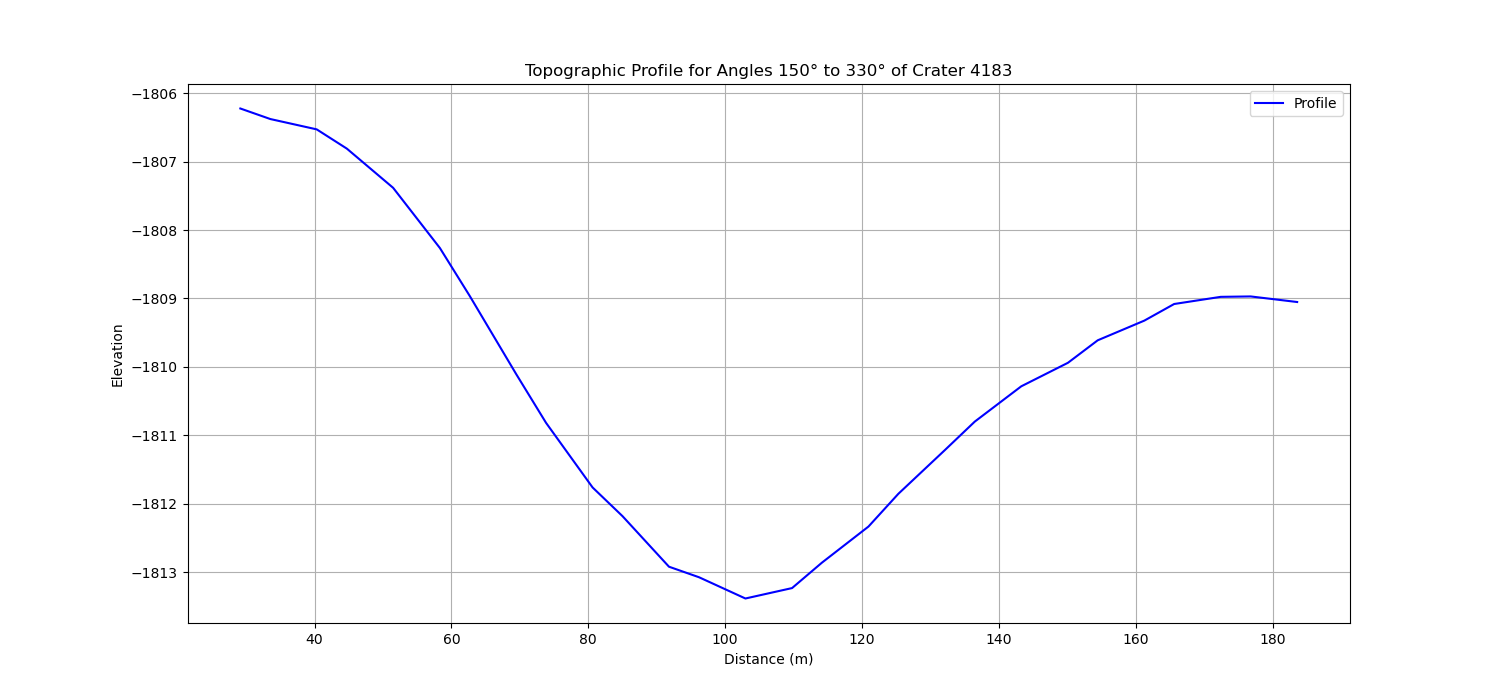 Topographic Profile for Angles 150° to 330° of Crater 4183
Profile
−1806
−1807
−1808
−1809
−1810
−1811
−1812
−1813
Elevation
40 60 80 100 120 140 160 180
Distance (m)